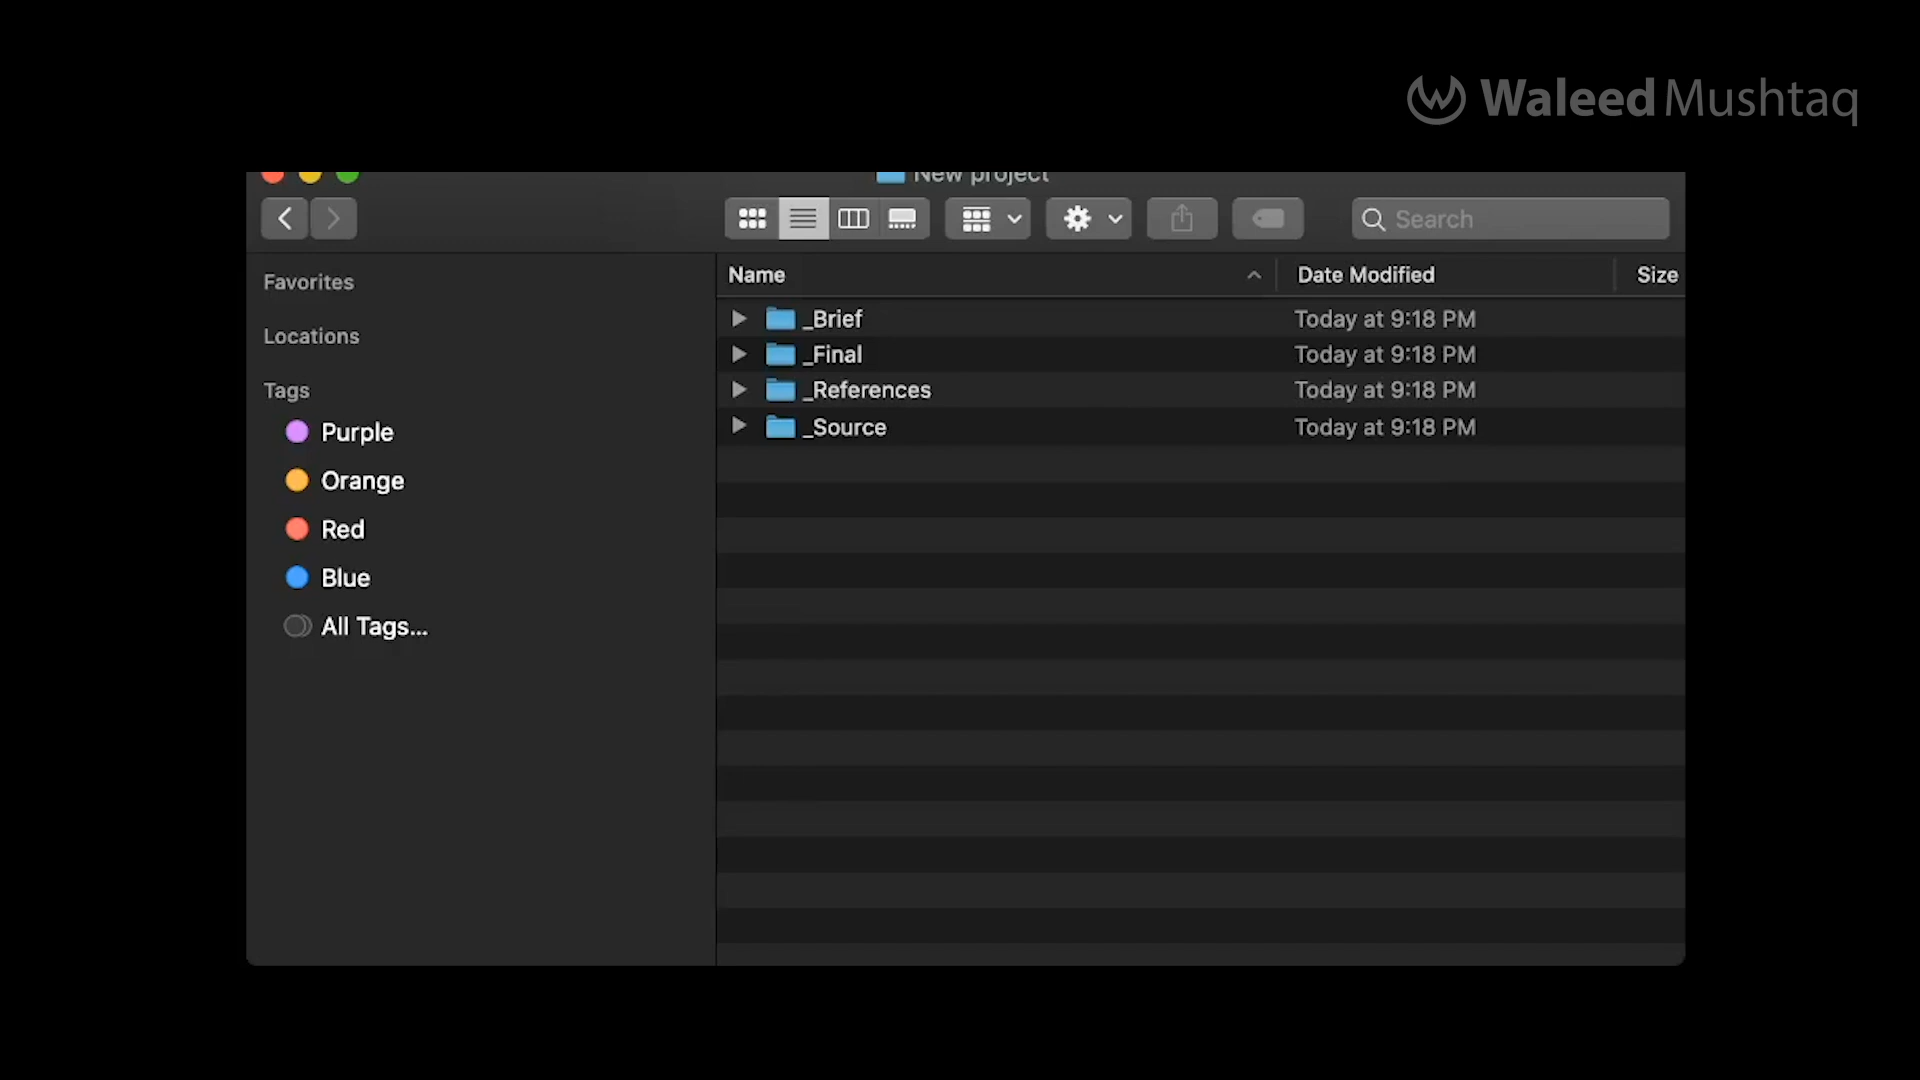 Waleed Mushtaq
New project
Search
Favorites
Locations
Tags
Purple
Orange
Red
Blue
All Tags...
Name Date Modified Size
_Brief Today at 9:18 PM
_Final Today at 9:18 PM
_References Today at 9:18 PM
_Source Today at 9:18 PM